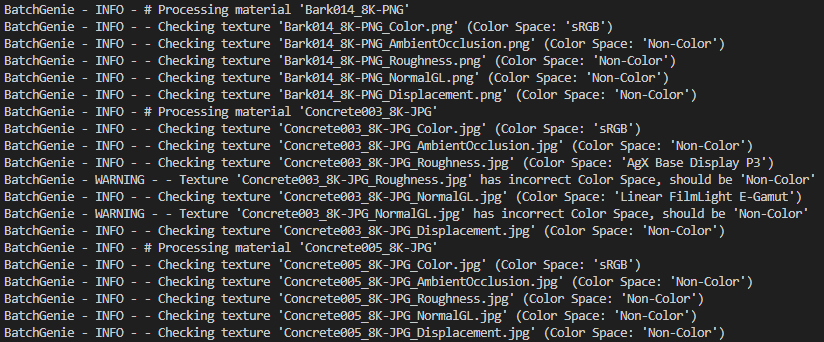 BatchGenie - INFO - # Processing material 'Bark014_8K-PNG'
BatchGenie - INFO - - Checking texture 'Bark014_8K-PNG_Color.png' (Color Space: 'sRGB')
BatchGenie - INFO - - Checking texture 'Bark014_8K-PNG_AmbientOcclusion.png' (Color Space: 'Non-Color')
BatchGenie - INFO - - Checking texture 'Bark014_8K-PNG_Roughness.png' (Color Space: 'Non-Color')
BatchGenie - INFO - - Checking texture 'Bark014_8K-PNG_NormalGL.png' (Color Space: 'Non-Color')
BatchGenie - INFO - - Checking texture 'Bark014_8K-PNG_Displacement.png' (Color Space: 'Non-Color')
BatchGenie - INFO - # Processing material 'Concrete003_8K-JPG'
BatchGenie - INFO - - Checking texture 'Concrete003_8K-JPG_Color.jpg' (Color Space: 'sRGB')
BatchGenie - INFO - - Checking texture 'Concrete003_8K-JPG_AmbientOcclusion.jpg' (Color Space: 'Non-Color')
BatchGenie - INFO - - Checking texture 'Concrete003_8K-JPG_Roughness.jpg' (Color Space: 'AgX Base Display P3')
BatchGenie - WARNING - - Texture 'Concrete003_8K-JPG_Roughness.jpg' has incorrect Color Space, should be 'Non-Color'
BatchGenie - INFO - - Checking texture 'Concrete003_8K-JPG_NormalGL.jpg' (Color Space: 'Linear FilmLight E-Gamut')
BatchGenie - WARNING - - Texture 'Concrete003_8K-JPG_NormalGL.jpg' has incorrect Color Space, should be 'Non-Color'
BatchGenie - INFO - - Checking texture 'Concrete003_8K-JPG_Displacement.jpg' (Color Space: 'Non-Color')
BatchGenie - INFO - # Processing material 'Concrete005_8K-JPG'
BatchGenie - INFO - - Checking texture 'Concrete005_8K-JPG_Color.jpg' (Color Space: 'sRGB')
BatchGenie - INFO - - Checking texture 'Concrete005_8K-JPG_AmbientOcclusion.jpg' (Color Space: 'Non-Color')
BatchGenie - INFO - - Checking texture 'Concrete005_8K-JPG_Roughness.jpg' (Color Space: 'Non-Color')
BatchGenie - INFO - - Checking texture 'Concrete005_8K-JPG_NormalGL.jpg' (Color Space: 'Non-Color')
BatchGenie - INFO - - Checking texture 'Concrete005_8K-JPG_Displacement.jpg' (Color Space: 'Non-Color')